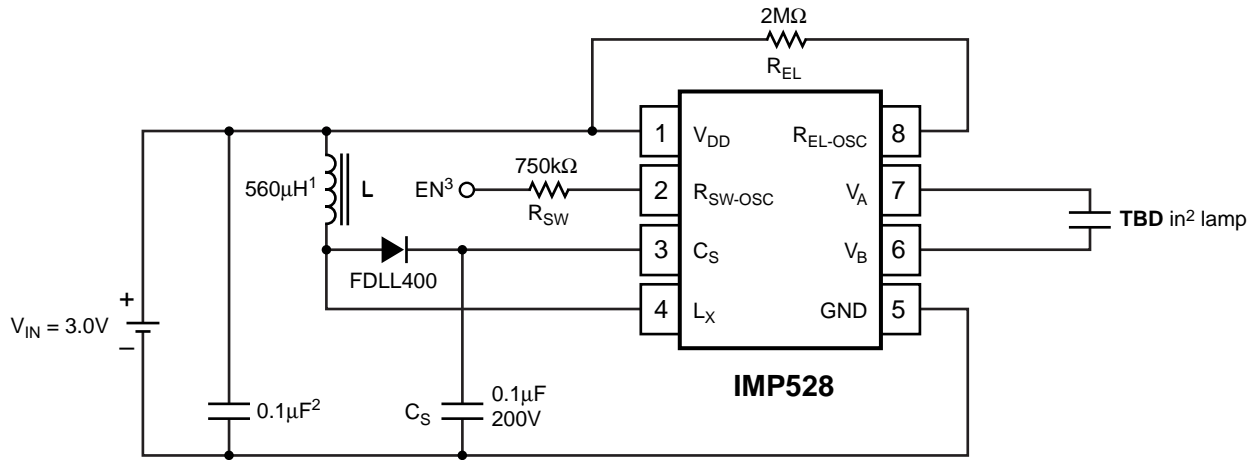 2MΩ
R_EL
1 V_DD R_EL-OSC 8
750kΩ
560μH¹ L EN³ R_SW 2 R_SW-OSC V_A 7
TBD in² lamp
3 C_S V_B 6
FDLL400
4 L_X GND 5
+
V_IN = 3.0V
–
IMP528
0.1μF²
C_S 0.1μF
200V